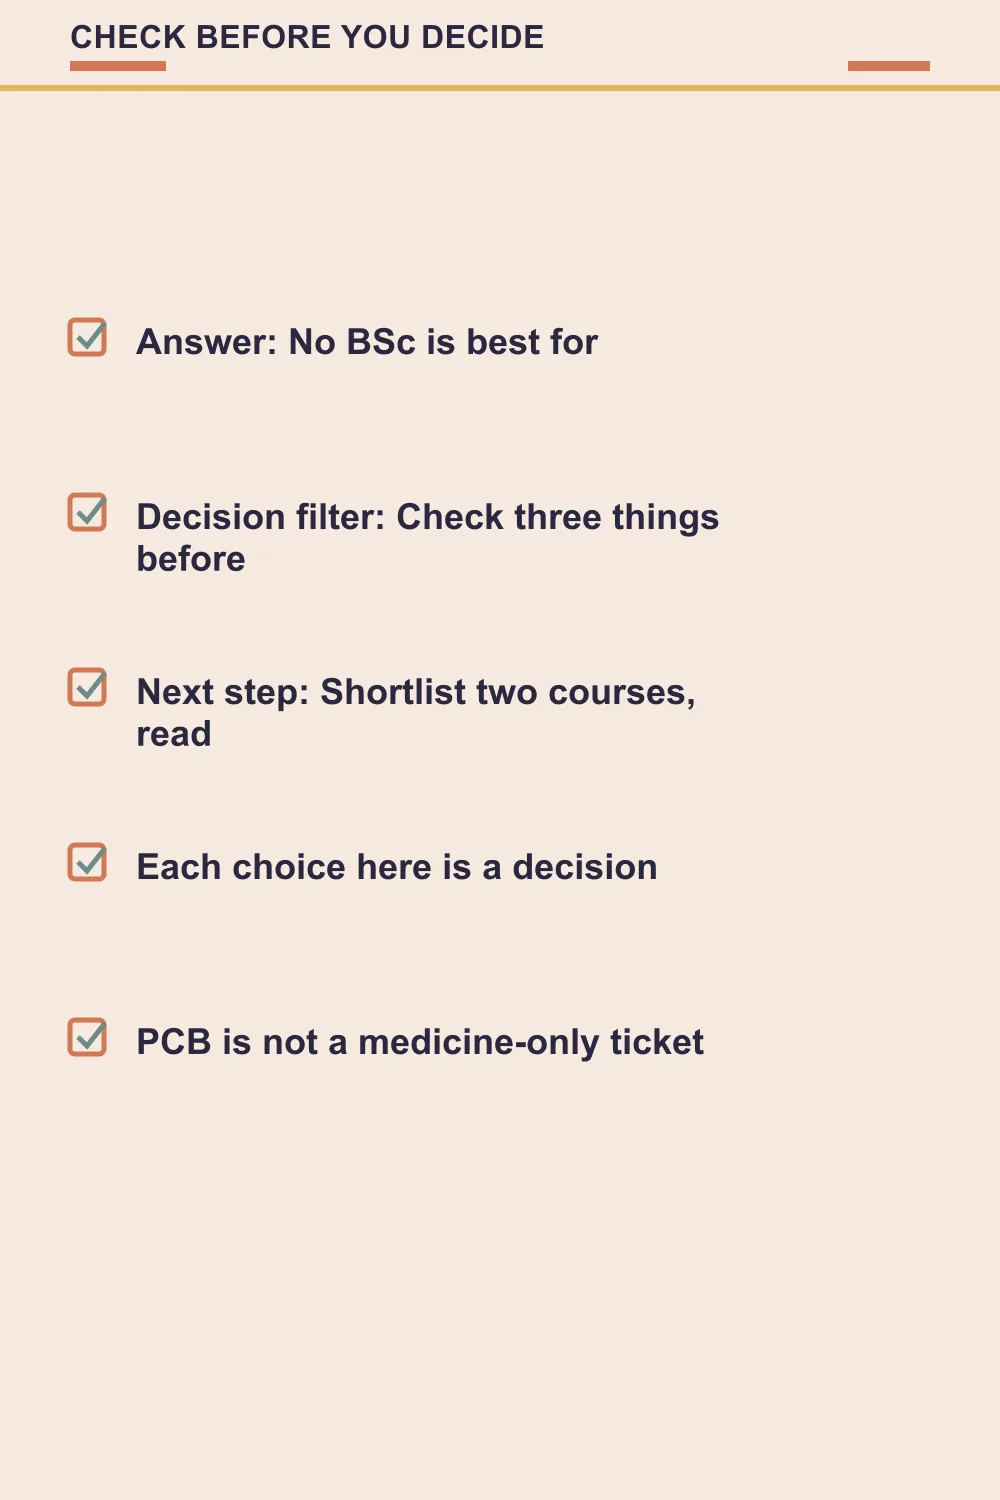 CHECK BEFORE YOU DECIDE
Answer: No BSc is best for
Decision filter: Check three things
before
Next step: Shortlist two courses,
read
Each choice here is a decision
PCB is not a medicine-only ticket